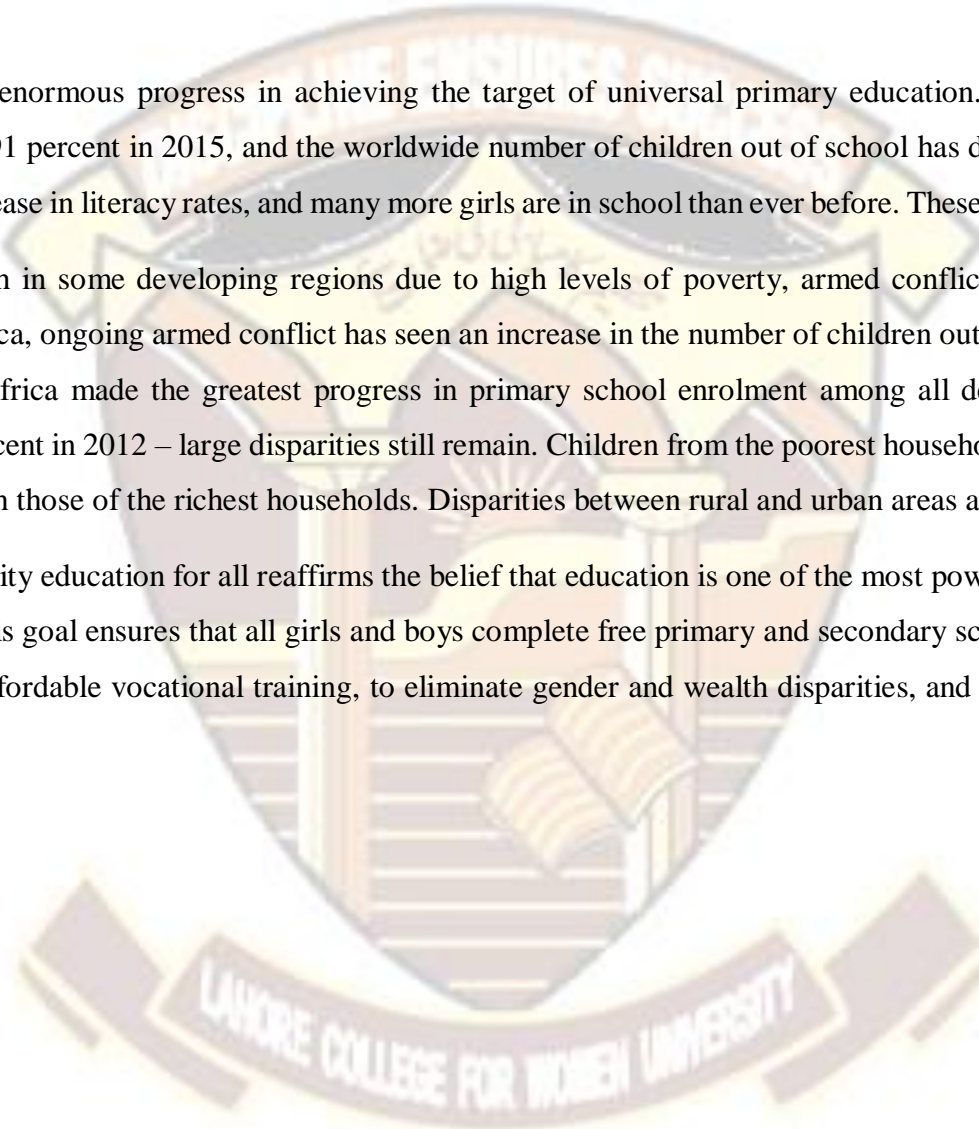 enormous progress in achieving the target of universal primary education.
91 percent in 2015, and the worldwide number of children out of school has d
ease in literacy rates, and many more girls are in school than ever before. These
n in some developing regions due to high levels of poverty, armed conflic
ca, ongoing armed conflict has seen an increase in the number of children out
frica made the greatest progress in primary school enrolment among all d
cent in 2012 – large disparities still remain. Children from the poorest househo
n those of the richest households. Disparities between rural and urban areas a
ity education for all reaffirms the belief that education is one of the most pow
is goal ensures that all girls and boys complete free primary and secondary sc
ffordable vocational training, to eliminate gender and wealth disparities, and
LAHORE COLLEGE FOR WOMEN UNIVERSITY